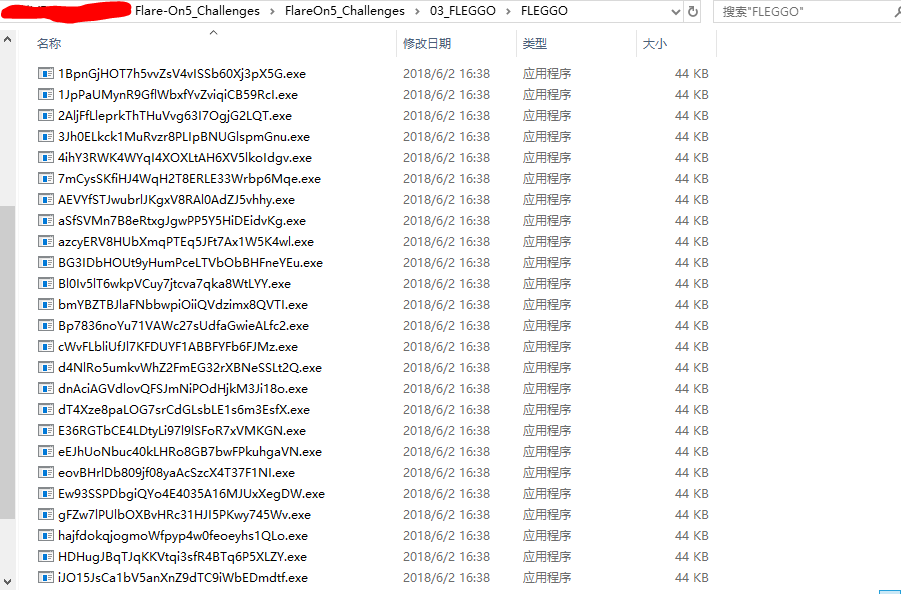 Flare-On5_Challenges > FlareOn5_Challenges > 03_FLEGGO > FLEGGO 搜索"FLEGGO"
名称 修改日期 类型 大小
1BpnGjHOT7h5vvZsV4vISSb60Xj3pX5G.exe 2018/6/2 16:38 应用程序 44 KB
1JpPaUMynR9GflWbxfYvZviqiCB59RcI.exe 2018/6/2 16:38 应用程序 44 KB
2AljFfLleprkThTHuVvg63I7OgjG2LQT.exe 2018/6/2 16:38 应用程序 44 KB
3Jh0ELkck1MuRvzr8PLIpBNUGlspmGnu.exe 2018/6/2 16:38 应用程序 44 KB
4ihY3RWK4WYqI4XOXLtAH6XV5lkoIdgv.exe 2018/6/2 16:38 应用程序 44 KB
7mCysSKfiHJ4WqH2T8ERLE33Wrbp6Mqe.exe 2018/6/2 16:38 应用程序 44 KB
AEVYfSTJwubrlJKgxV8RAl0AdZJ5vhhy.exe 2018/6/2 16:38 应用程序 44 KB
aSfSVMn7B8eRtxgJgwPP5Y5HiDEidvKg.exe 2018/6/2 16:38 应用程序 44 KB
azcyERV8HUbXmqPTEq5JFt7Ax1W5K4wl.exe 2018/6/2 16:38 应用程序 44 KB
BG3IDbHOUt9yHumPceLTVbObBHFneYEu.exe 2018/6/2 16:38 应用程序 44 KB
Bl0Iv5lT6wkpVCuy7jtcva7qka8WtLYY.exe 2018/6/2 16:38 应用程序 44 KB
bmYBZTBJlaFNbbwpiOiiQVdzimx8QVTI.exe 2018/6/2 16:38 应用程序 44 KB
Bp7836noYu71VAWc27sUdfaGwieALfc2.exe 2018/6/2 16:38 应用程序 44 KB
cWvFLbliUfJl7KFDUYF1ABBFYFb6FJMz.exe 2018/6/2 16:38 应用程序 44 KB
d4NlRo5umkvWhZ2FmEG32rXBNeSSLt2Q.exe 2018/6/2 16:38 应用程序 44 KB
dnAciAGVdlovQFSJmNiPOdHjkM3Ji18o.exe 2018/6/2 16:38 应用程序 44 KB
dT4Xze8paLOG7srCdGLsbLE1s6m3EsfX.exe 2018/6/2 16:38 应用程序 44 KB
E36RGTbCE4LDtyLi97l9lSFoR7xVMKGN.exe 2018/6/2 16:38 应用程序 44 KB
eEJhUoNbuc40kLHRo8GB7bwFPkuhgaVN.exe 2018/6/2 16:38 应用程序 44 KB
eovBHrlDb809jf08yaAcSzcX4T37F1NI.exe 2018/6/2 16:38 应用程序 44 KB
Ew93SSPDbgiQYo4E4035A16MJUxXegDW.exe 2018/6/2 16:38 应用程序 44 KB
gFZw7lPUlbOXBvHRc31HJI5PKwy745Wv.exe 2018/6/2 16:38 应用程序 44 KB
hajfdokqjogmoWfpyp4w0feoeyhs1QLo.exe 2018/6/2 16:38 应用程序 44 KB
HDHugJBqTJqKKVtqi3sfR4BTq6P5XLZY.exe 2018/6/2 16:38 应用程序 44 KB
iJO15JsCa1bV5anXnZ9dTC9iWbEDmdtf.exe 2018/6/2 16:38 应用程序 44 KB